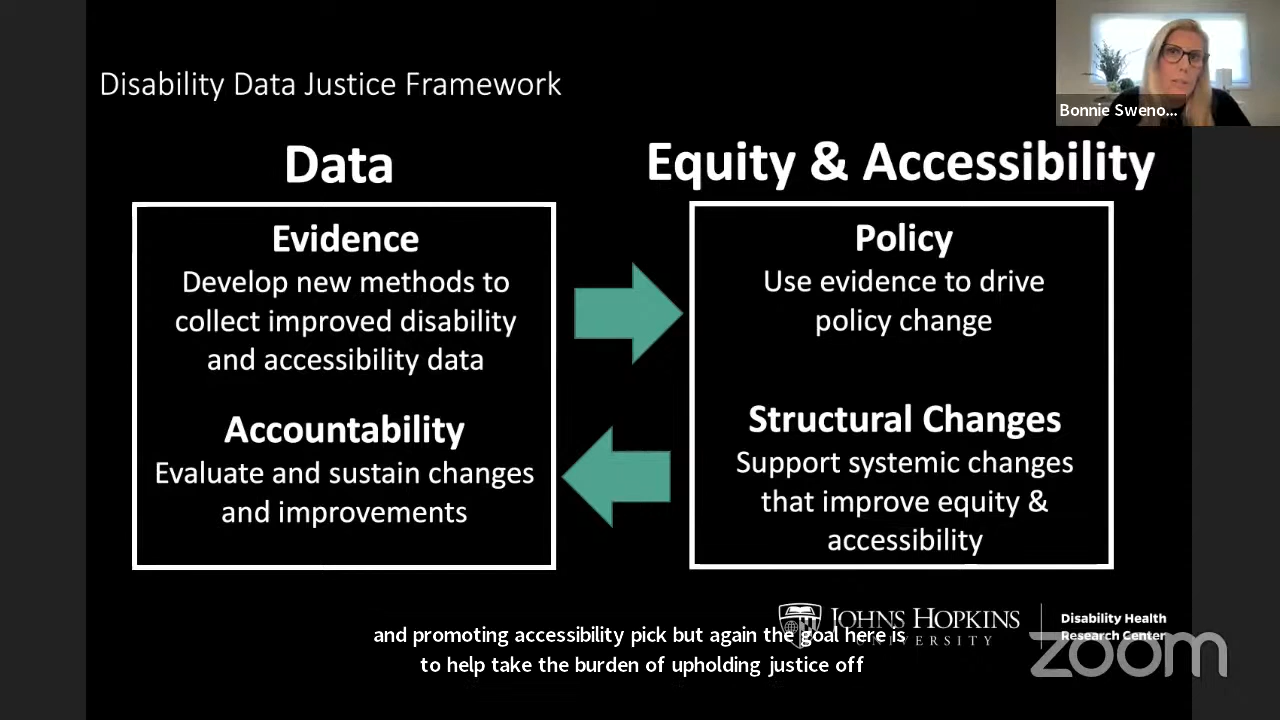 Bonnie Sweno...
Disability Data Justice Framework
Data
Equity & Accessibility
Evidence
Develop new methods to
collect improved disability
and accessibility data
Accountability
Evaluate and sustain changes
and improvements
Policy
Use evidence to drive
policy change
Structural Changes
Support systemic changes
that improve equity &
accessibility
JOHNS HOPKINS
UNIVERSITY
Disability Health
Research Center
zoom
and promoting accessibility pick but again the goal here is
to help take the burden of upholding justice off